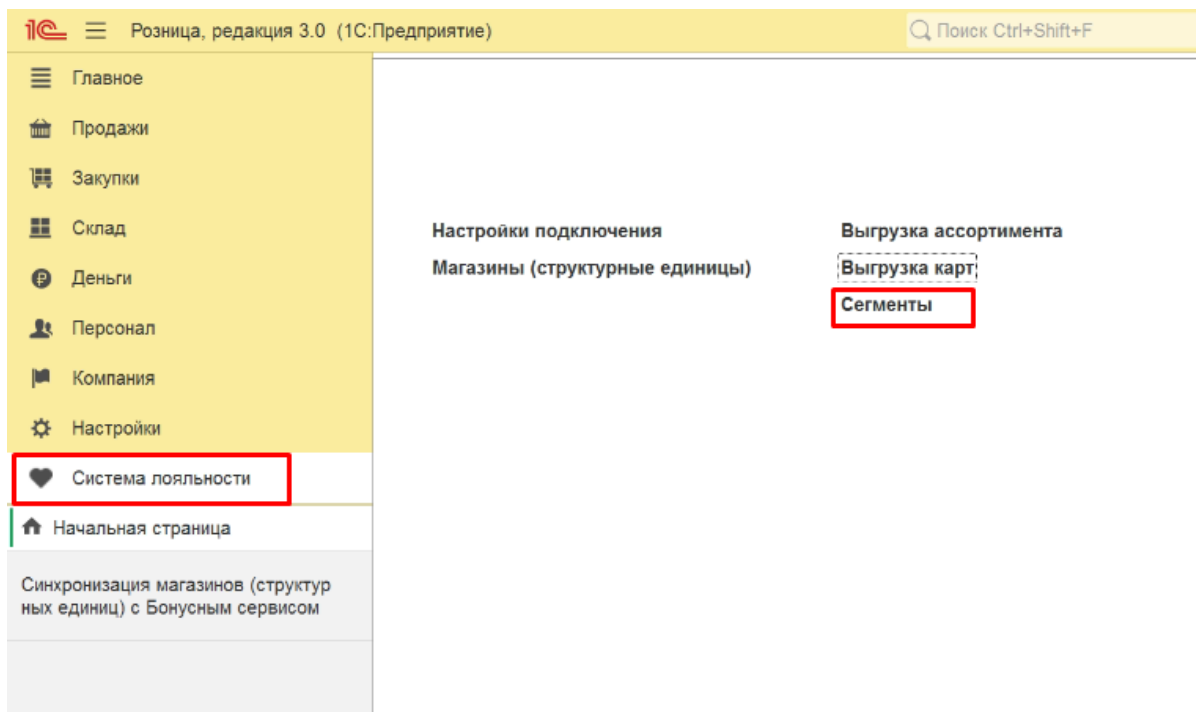 1С Розница, редакция 3.0 (1С:Предприятие) Поиск Ctrl+Shift+F
Главное
Продажи
Закупки
Склад
Деньги
Персонал
Компания
Настройки
Система лояльности
Начальная страница
Синхронизация магазинов (структур
ных единиц) с Бонусным сервисом
Настройки подключения
Магазины (структурные единицы)
Выгрузка ассортимента
Выгрузка карт
Сегменты